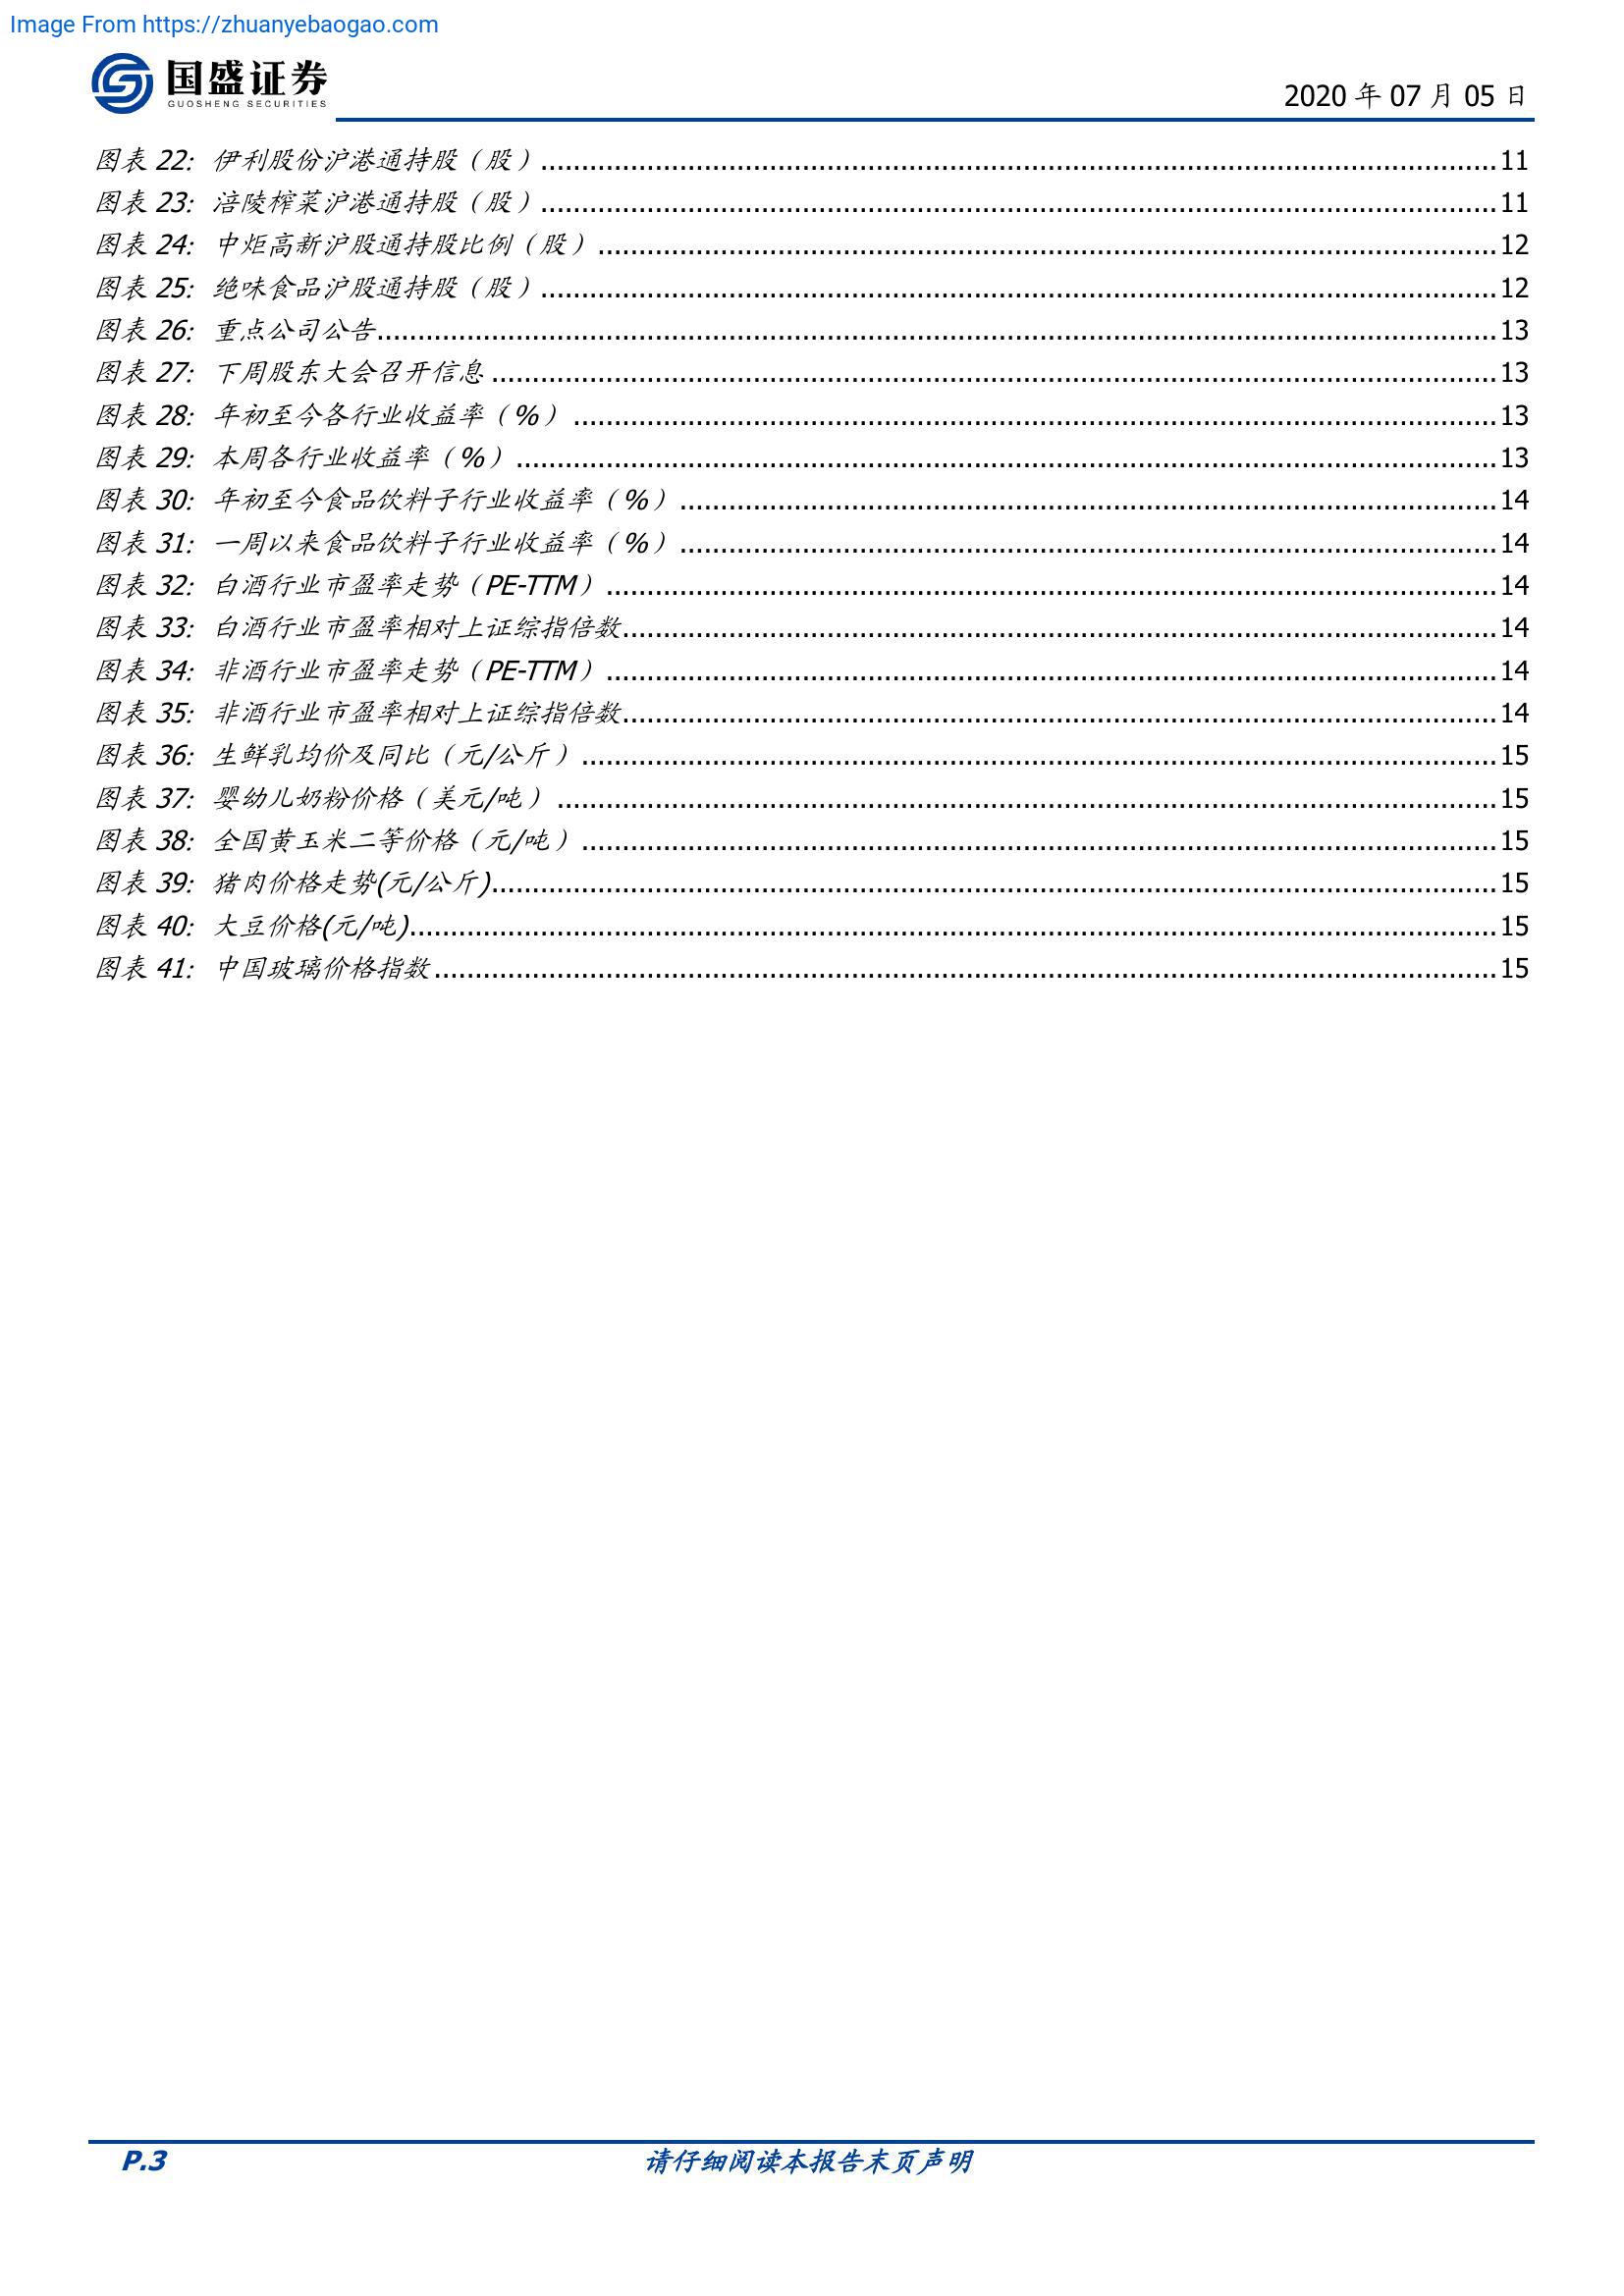 Image From https://zhuanyebaogao.com
国盛证券
GUOSHENG SECURITIES
2020 年 07 月 05 日
图表 22: 伊利股份沪港通持股（股）..........11
图表 23: 涪陵榨菜沪港通持股（股）..........11
图表 24: 中炬高新沪股通持股比例（股）..........12
图表 25: 绝味食品沪股通持股（股）..........12
图表 26: 重点公司公告..........13
图表 27: 下周股东大会召开信息..........13
图表 28: 年初至今各行业收益率（%）..........13
图表 29: 本周各行业收益率（%）..........13
图表 30: 年初至今食品饮料子行业收益率（%）..........14
图表 31: 一周以来食品饮料子行业收益率（%）..........14
图表 32: 白酒行业市盈率走势（PE-TTM）..........14
图表 33: 白酒行业市盈率相对上证综指倍数..........14
图表 34: 非酒行业市盈率走势（PE-TTM）..........14
图表 35: 非酒行业市盈率相对上证综指倍数..........14
图表 36: 生鲜乳均价及同比（元/公斤）..........15
图表 37: 婴幼儿奶粉价格（美元/吨）..........15
图表 38: 全国黄玉米二等价格（元/吨）..........15
图表 39: 猪肉价格走势(元/公斤)..........15
图表 40: 大豆价格(元/吨)..........15
图表 41: 中国玻璃价格指数..........15
P.3
请仔细阅读本报告末页声明